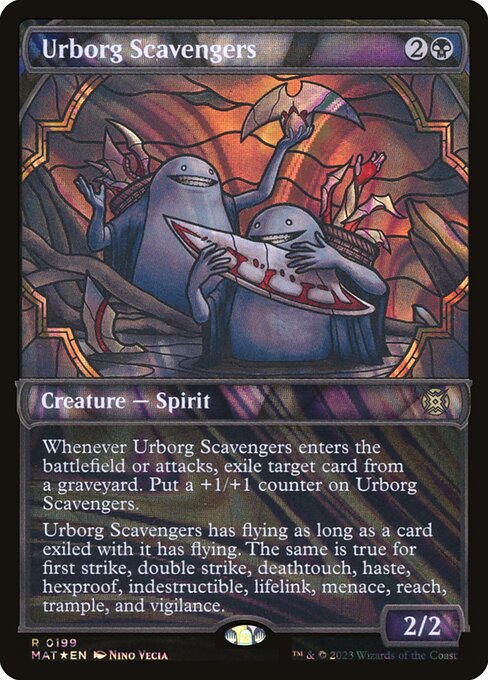 Urborg Scavengers 2
Creature — Spirit
Whenever Urborg Scavengers enters the
battlefield or attacks, exile target card from
a graveyard. Put a +1/+1 counter on Urborg
Scavengers.
Urborg Scavengers has flying as long as a card
exiled with it has flying. The same is true for
first strike, double strike, deathtouch, haste,
hexproof, indestructible, lifelink, menace, reach,
trample, and vigilance.
2/2
R 0199
MAT★EN Nino Vecia
™ & © 2023 Wizards of the Coast